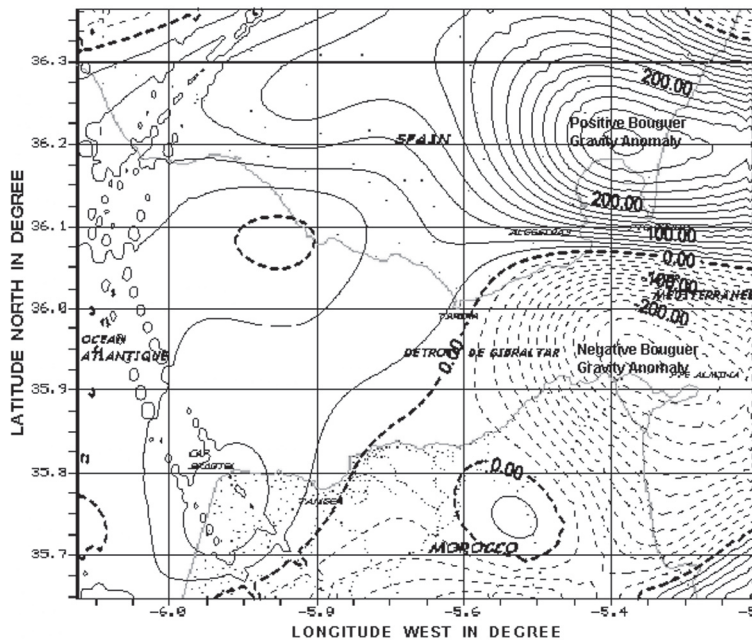 36.3
200.00
Positive Bouguer
Gravity Anomaly
SPAIN
36.2
200.00
36.1
ALGECIRAS
100.00
0.00
-100.00
MEDITERRANE
36.0
200.00
TARIFA
OCEAN
ATLANTIQUE
DETROIT DE GIBRALTAR
0.00
Negative Bouguer
Gravity Anomaly
35.9
PTE ALMINA
CAP
SPARTEL
35.8
0.00
TANGER
35.7
MOROCCO
LATITUDE NORTH IN DEGREE
-6.0
-5.9
-5.6
-5.4
LONGITUDE WEST IN DEGREE